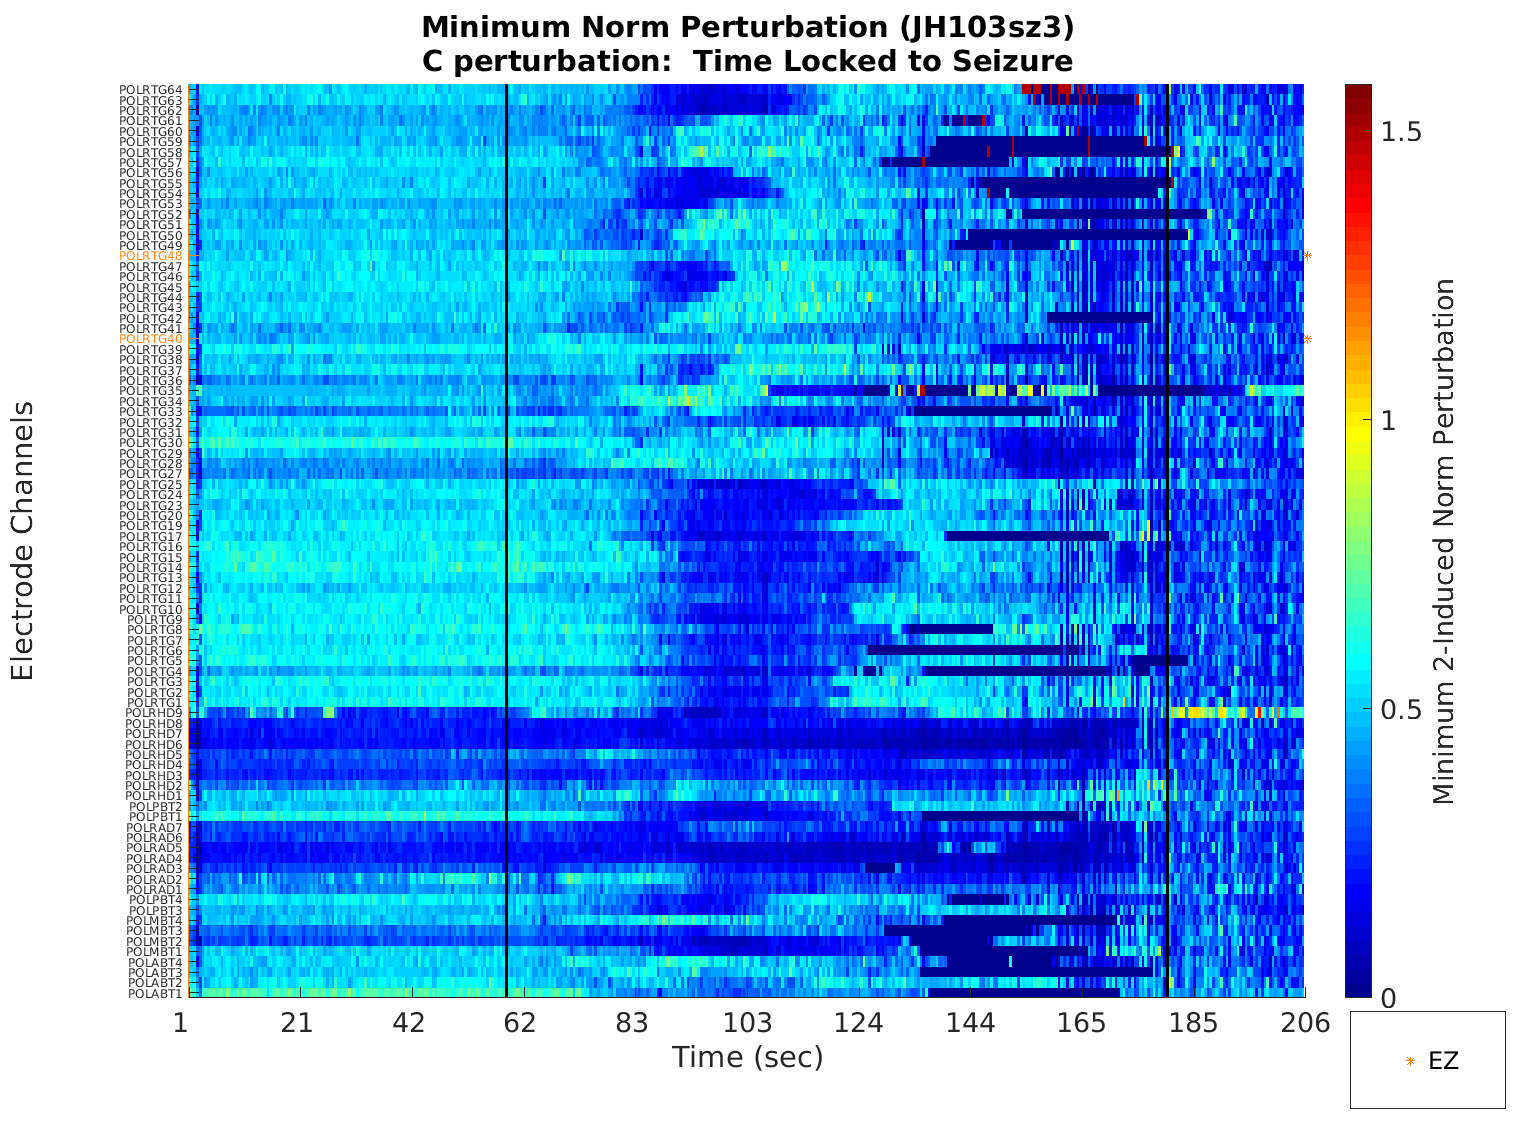 Minimum Norm Perturbation (JH103sz3)
C perturbation:  Time Locked to Seizure
Electrode Channels
POLRTG64
POLRTG63
POLRTG62
POLRTG61
POLRTG60
POLRTG59
POLRTG58
POLRTG57
POLRTG56
POLRTG55
POLRTG54
POLRTG53
POLRTG52
POLRTG51
POLRTG50
POLRTG49
POLRTG48
POLRTG47
POLRTG46
POLRTG45
POLRTG44
POLRTG43
POLRTG42
POLRTG41
POLRTG40
POLRTG39
POLRTG38
POLRTG37
POLRTG36
POLRTG35
POLRTG34
POLRTG33
POLRTG32
POLRTG31
POLRTG30
POLRTG29
POLRTG28
POLRTG27
POLRTG25
POLRTG24
POLRTG23
POLRTG20
POLRTG19
POLRTG17
POLRTG16
POLRTG15
POLRTG14
POLRTG13
POLRTG12
POLRTG11
POLRTG10
POLRTG9
POLRTG8
POLRTG7
POLRTG6
POLRTG5
POLRTG4
POLRTG3
POLRTG2
POLRTG1
POLRHD9
POLRHD8
POLRHD7
POLRHD6
POLRHD5
POLRHD4
POLRHD3
POLRHD2
POLRHD1
POLPBT2
POLPBT1
POLRAD7
POLRAD6
POLRAD5
POLRAD4
POLRAD3
POLRAD2
POLRAD1
POLPBT4
POLPBT3
POLMBT4
POLMBT3
POLMBT2
POLMBT1
POLABT4
POLABT3
POLABT2
POLABT1
1 21 42 62 83 103 124 144 165 185 206
Time (sec)
1.5
1
0.5
0
Minimum 2-Induced Norm Perturbation
EZ